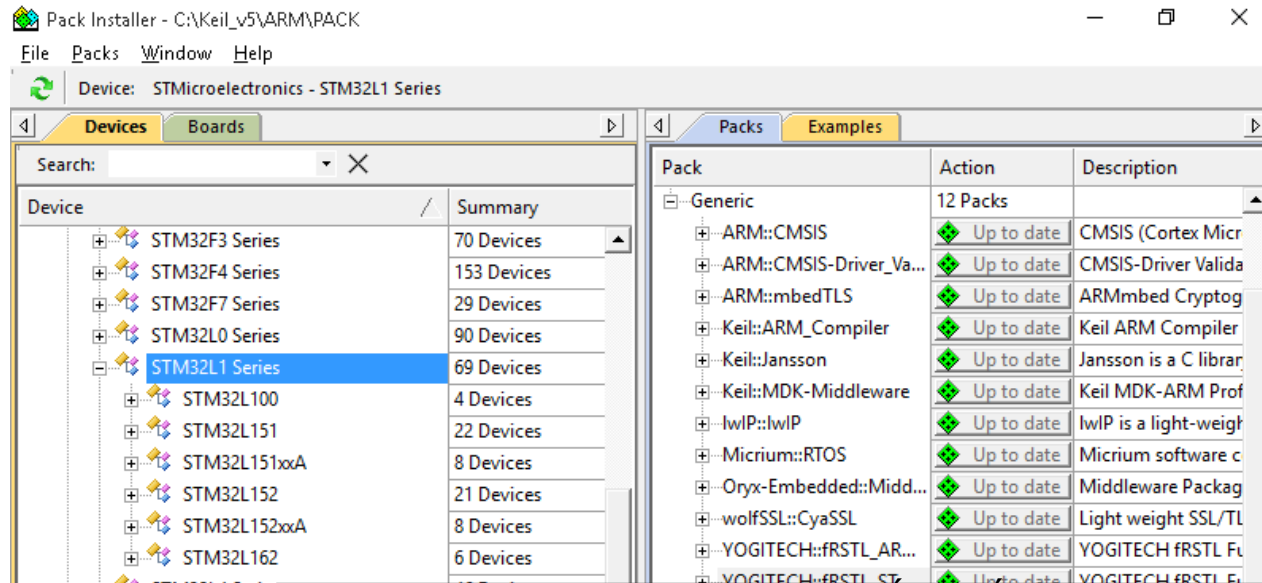 Pack Installer - C:\Keil_v5\ARM\PACK
File Packs Window Help
Device: STMicroelectronics - STM32L1 Series
Devices Boards
Search:
Device Summary
STM32F3 Series 70 Devices
STM32F4 Series 153 Devices
STM32F7 Series 29 Devices
STM32L0 Series 90 Devices
STM32L1 Series 69 Devices
STM32L100 4 Devices
STM32L151 22 Devices
STM32L151xxA 8 Devices
STM32L152 21 Devices
STM32L152xxA 8 Devices
STM32L162 6 Devices
Packs Examples
Pack Action Description
Generic 12 Packs
ARM::CMSIS Up to date CMSIS (Cortex Micr
ARM::CMSIS-Driver_Va... Up to date CMSIS-Driver Valida
ARM::mbedTLS Up to date ARMmbed Cryptog
Keil::ARM_Compiler Up to date Keil ARM Compiler
Keil::Jansson Up to date Jansson is a C librar
Keil::MDK-Middleware Up to date Keil MDK-ARM Prof
lwIP::lwIP Up to date lwIP is a light-weigh
Micrium::RTOS Up to date Micrium software c
Oryx-Embedded::Midd... Up to date Middleware Packag
wolfSSL::CyaSSL Up to date Light weight SSL/TL
YOGITECH::fRSTL_AR... Up to date YOGITECH fRSTL Fu
YOGITECH::fRSTL_ST Up to date YOGITECH fRSTL Fu